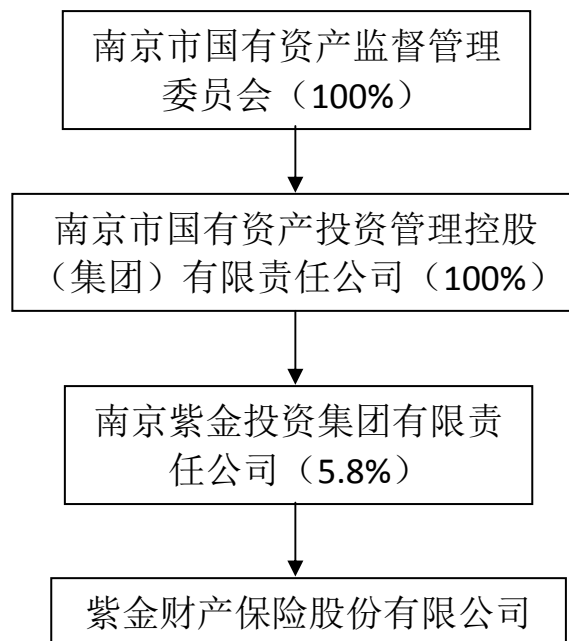 南京市国有资产监督管理
委员会（100%）
南京市国有资产投资管理控股
（集团）有限责任公司（100%）
南京紫金投资集团有限责
任公司（5.8%）
紫金财产保险股份有限公司